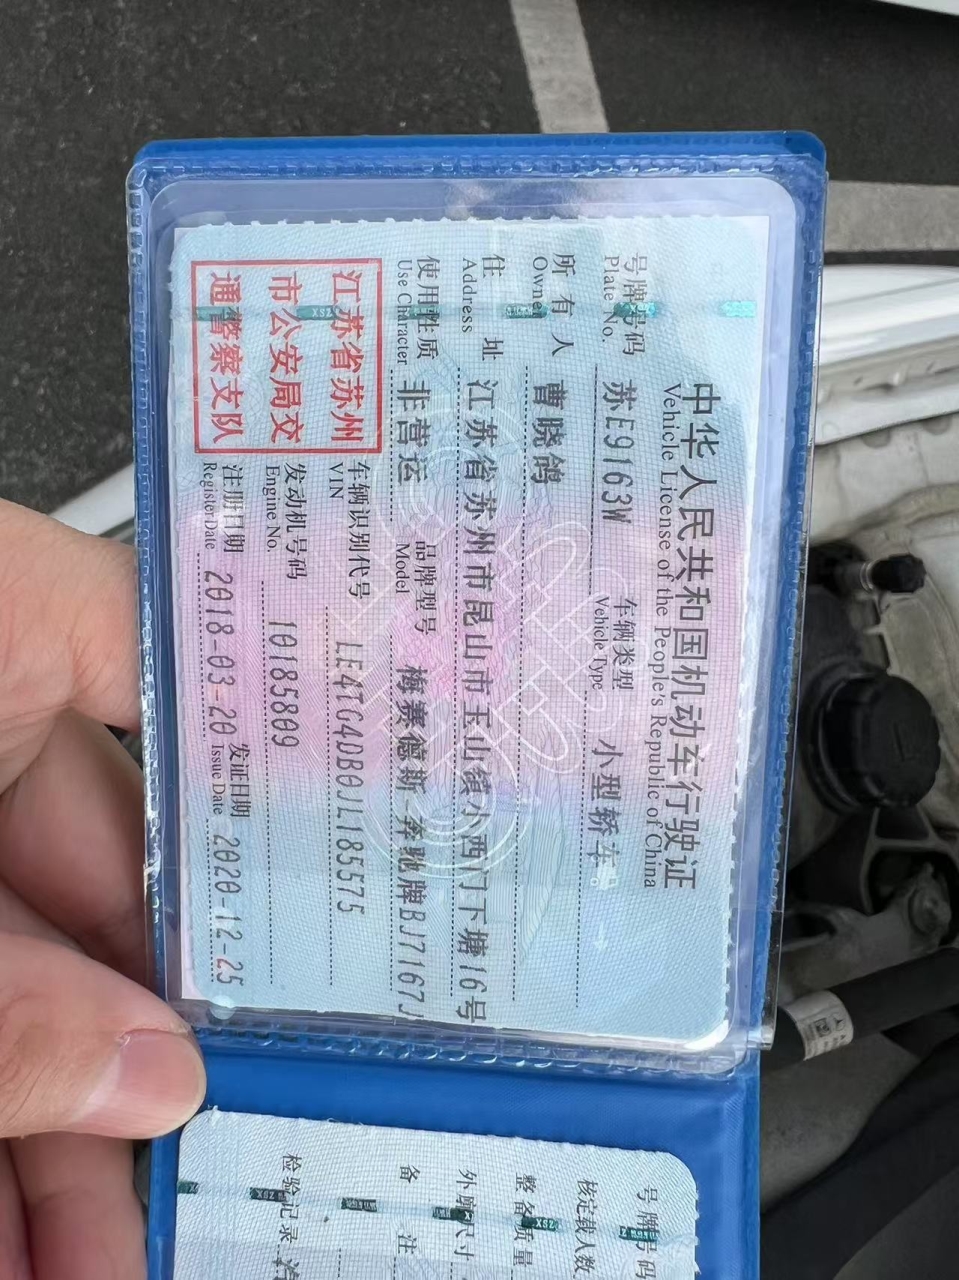 中华人民共和国机动车行驶证
Vehicle License of the People's Republic of China
号牌号码 苏E9163W 车辆类型 小型轿车
Plate No. Vehicle Type
所有人 曹晓鸽
Owner
住址 江苏省苏州市昆山市玉山镇小西门下塘16号
Address
使用性质 非营运 品牌型号 梅赛德斯-奔驰牌BJ7167J
Use Character Model
江苏省苏州
市公安局交
通警察支队
车辆识别代号 LE4TG4DB0JL185575
VIN
发动机号码 10185809
Engine No.
注册日期 2018-03-20 发证日期 2020-12-25
Register Date Issue Date
号牌号码
核定载人数
整备质量
外廓尺寸
备注
检验记录